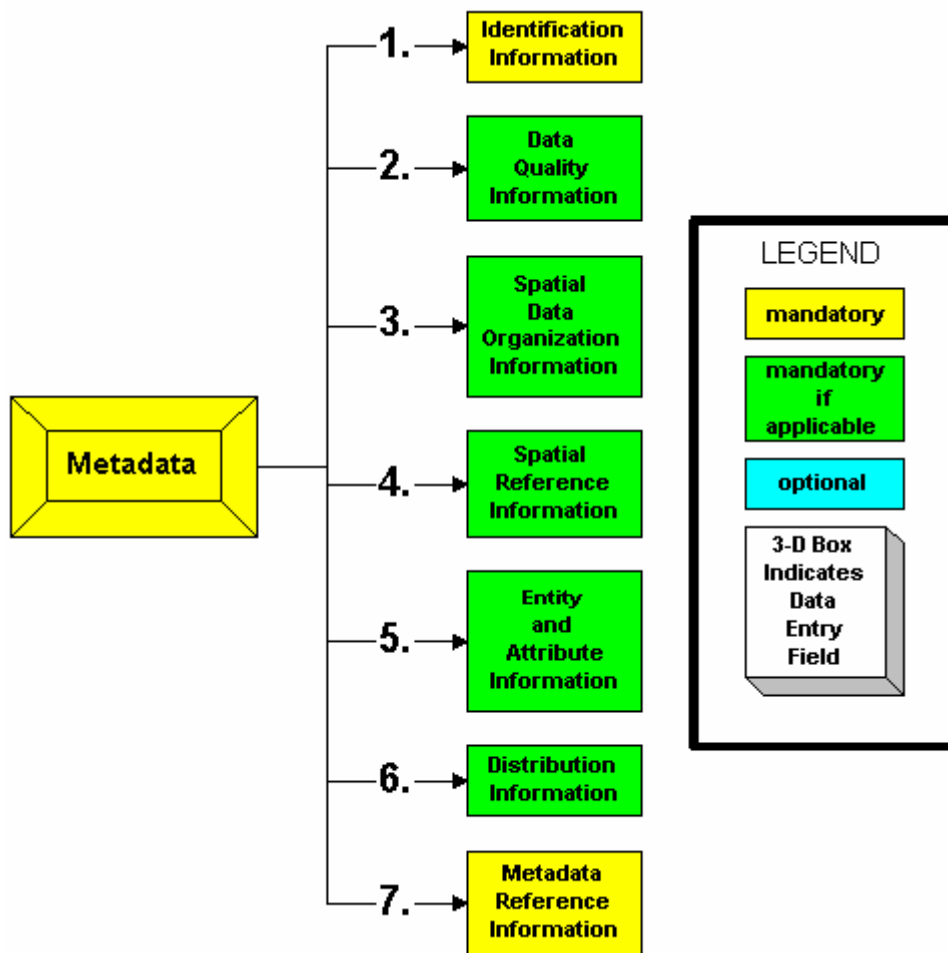 Metadata
1.
Identification
Information
2.
Data
Quality
Information
3.
Spatial
Data
Organization
Information
4.
Spatial
Reference
Information
5.
Entity
and
Attribute
Information
6.
Distribution
Information
7.
Metadata
Reference
Information
LEGEND
mandatory
mandatory
if
applicable
optional
3-D Box
Indicates
Data
Entry
Field